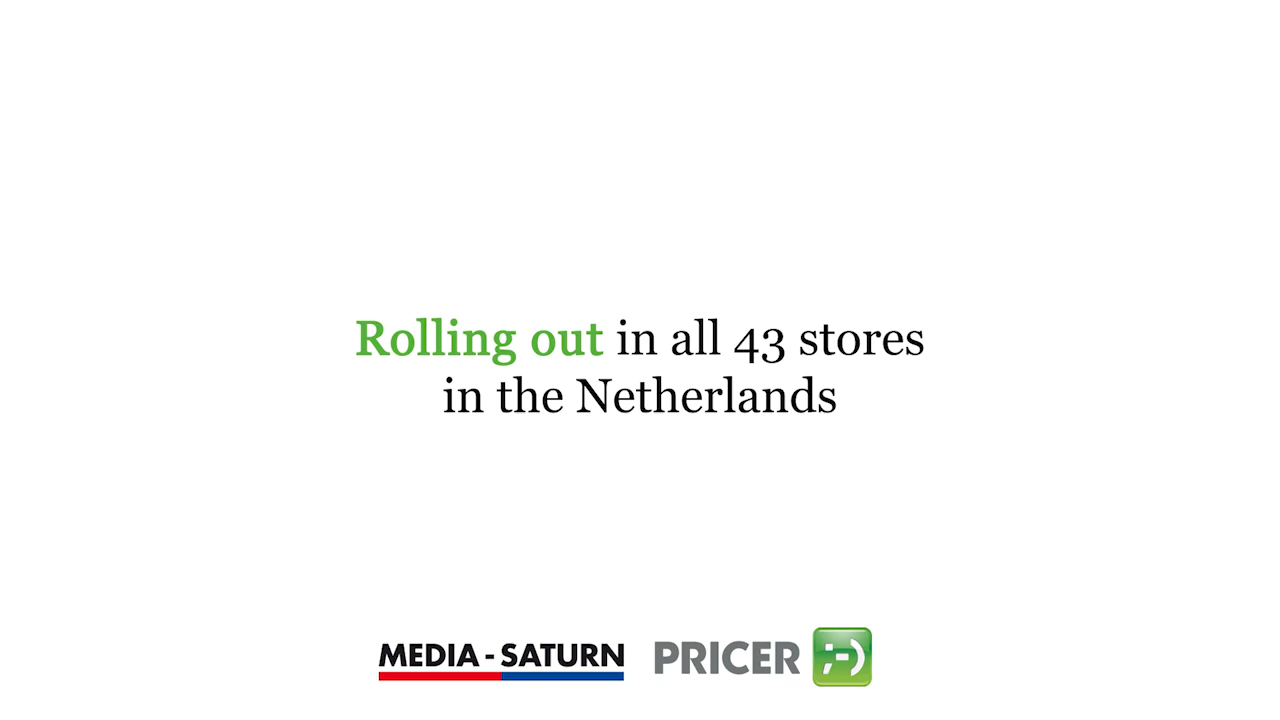 Rolling out in all 43 stores
in the Netherlands
MEDIA - SATURN PRICER